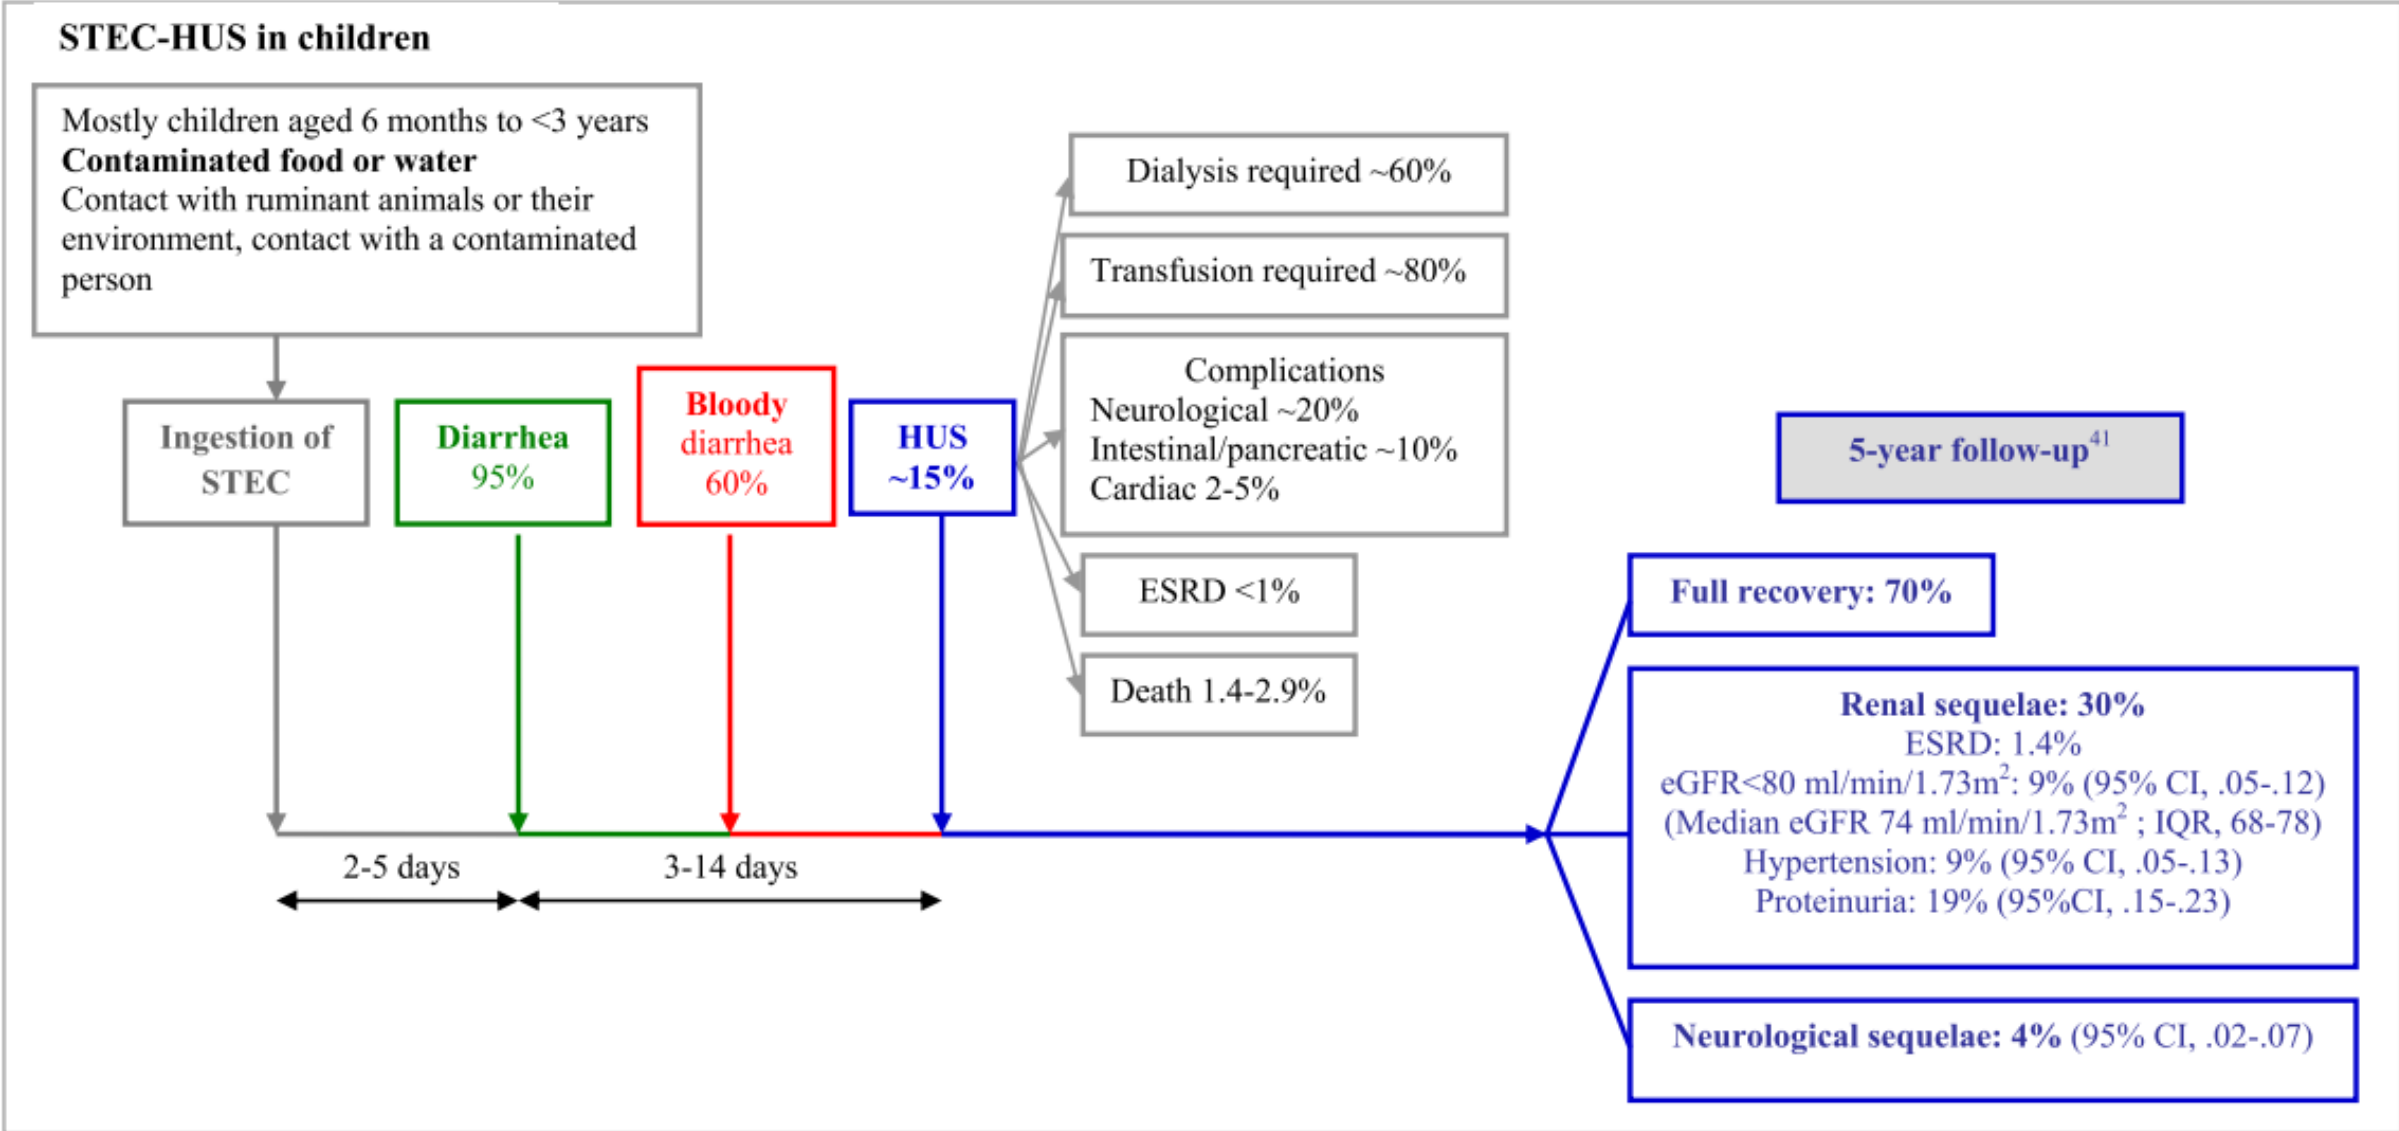 STEC-HUS in children
Mostly children aged 6 months to <3 years
Contaminated food or water
Contact with ruminant animals or their
environment, contact with a contaminated
person
Ingestion of
STEC
Diarrhea
95%
Bloody
diarrhea
60%
HUS
~15%
Dialysis required ~60%
Transfusion required ~80%
Complications
Neurological ~20%
Intestinal/pancreatic ~10%
Cardiac 2-5%
ESRD <1%
Death 1.4-2.9%
2-5 days
3-14 days
5-year follow-up⁴¹
Full recovery: 70%
Renal sequelae: 30%
ESRD: 1.4%
eGFR<80 ml/min/1.73m²: 9% (95% CI, .05-.12)
(Median eGFR 74 ml/min/1.73m² ; IQR, 68-78)
Hypertension: 9% (95% CI, .05-.13)
Proteinuria: 19% (95%CI, .15-.23)
Neurological sequelae: 4% (95% CI, .02-.07)